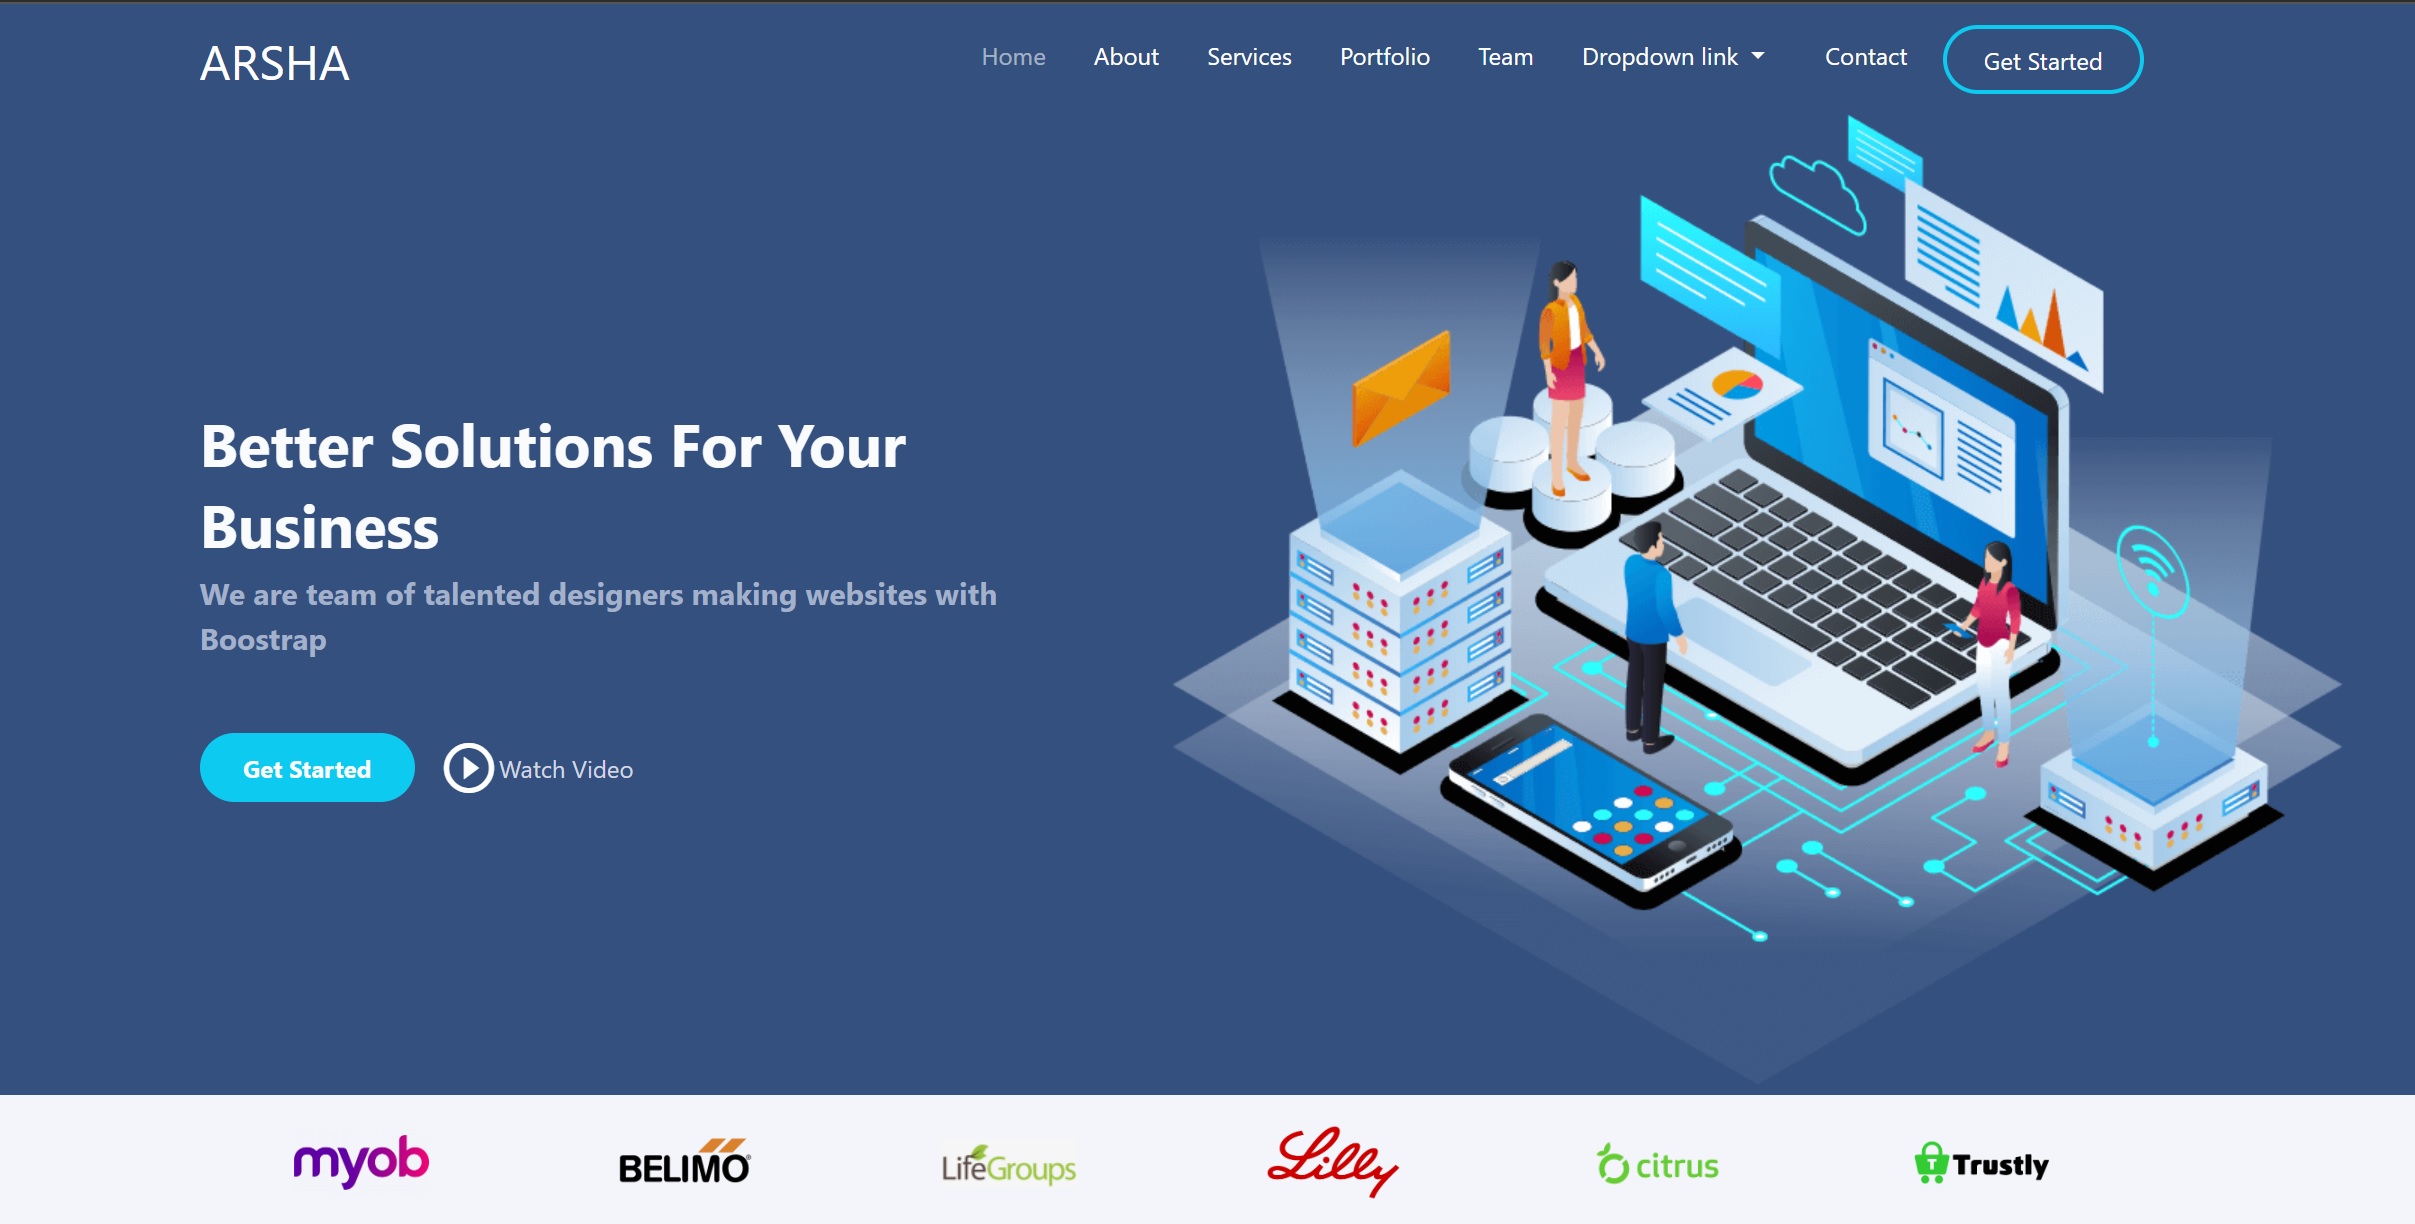 ARSHA
Home About Services Portfolio Team Dropdown link Contact Get Started
Better Solutions For Your
Business
We are team of talented designers making websites with
Boostrap
Get Started Watch Video
myob BELIMO® LifeGroups Lilly citrus Trustly